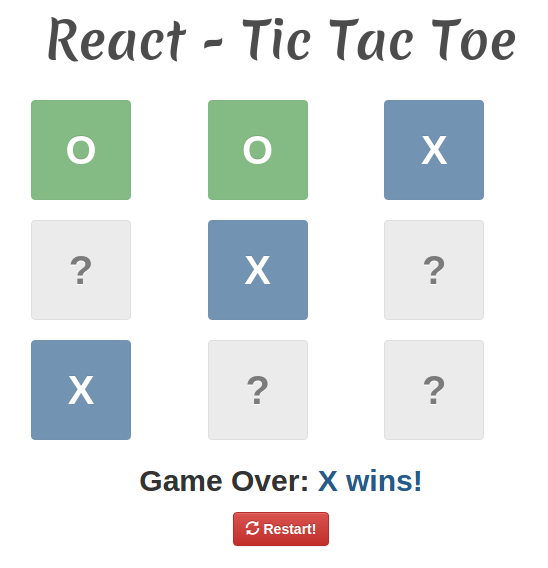 React - Tic Tac Toe
O O X
? X ?
X ? ?
Game Over: X wins!
Restart!